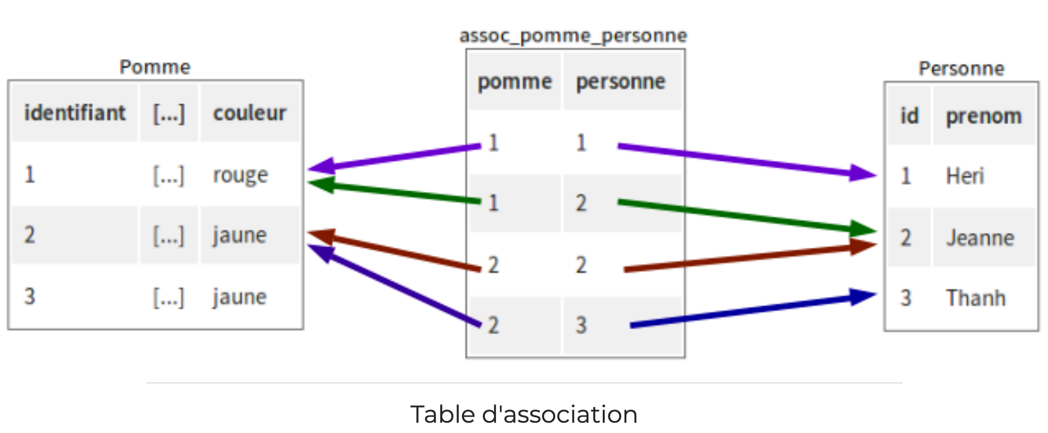 assoc_pomme_personne
Pomme
Personne
identifiant [...] couleur
1 [...] rouge
2 [...] jaune
3 [...] jaune
pomme personne
1 1
1 2
2 2
2 3
id prenom
1 Heri
2 Jeanne
3 Thanh
Table d'association